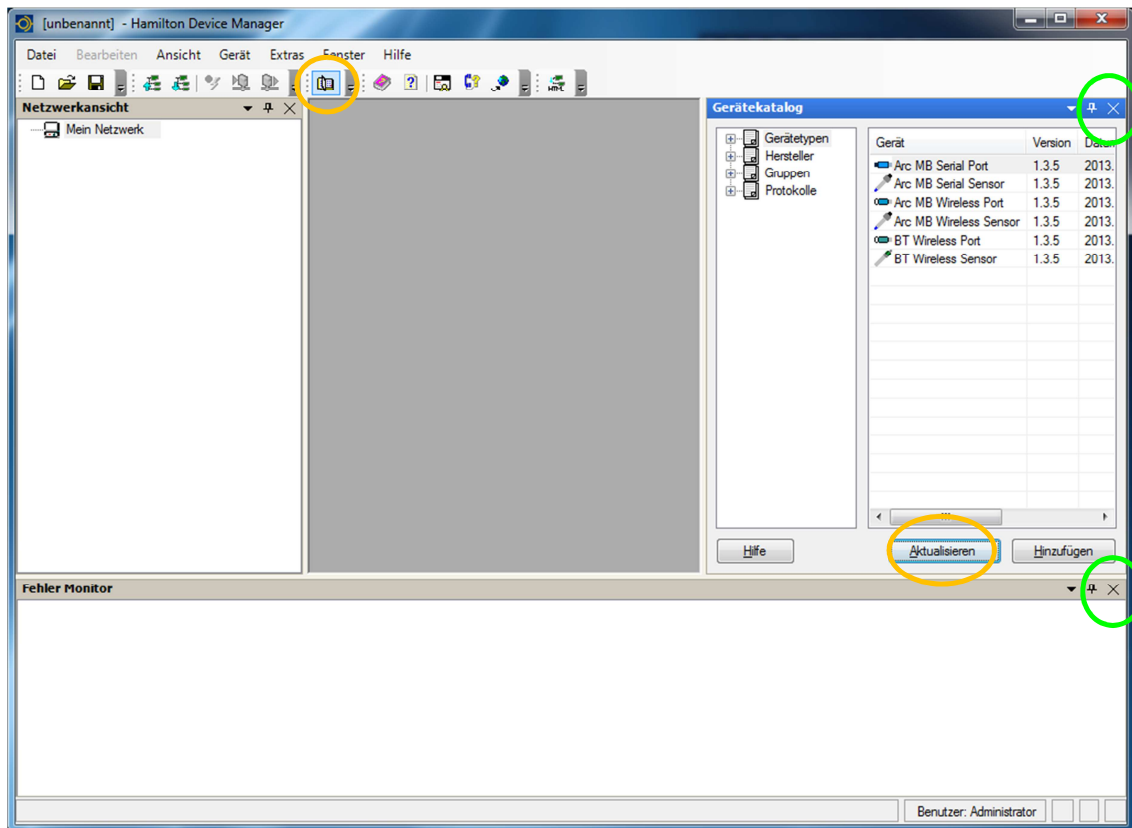 [unbenannt] - Hamilton Device Manager
Datei Bearbeiten Ansicht Gerät Extras Fenster Hilfe
Netzwerkansicht
Mein Netzwerk
Gerätekatalog
Gerätetypen
Hersteller
Gruppen
Protokolle
Gerät Version
Arc MB Serial Port 1.3.5 2013.
Arc MB Serial Sensor 1.3.5 2013.
Arc MB Wireless Port 1.3.5 2013.
Arc MB Wireless Sensor 1.3.5 2013.
BT Wireless Port 1.3.5 2013.
BT Wireless Sensor 1.3.5 2013.
Hilfe Aktualisieren Hinzufügen
Fehler Monitor
Benutzer: Administrator